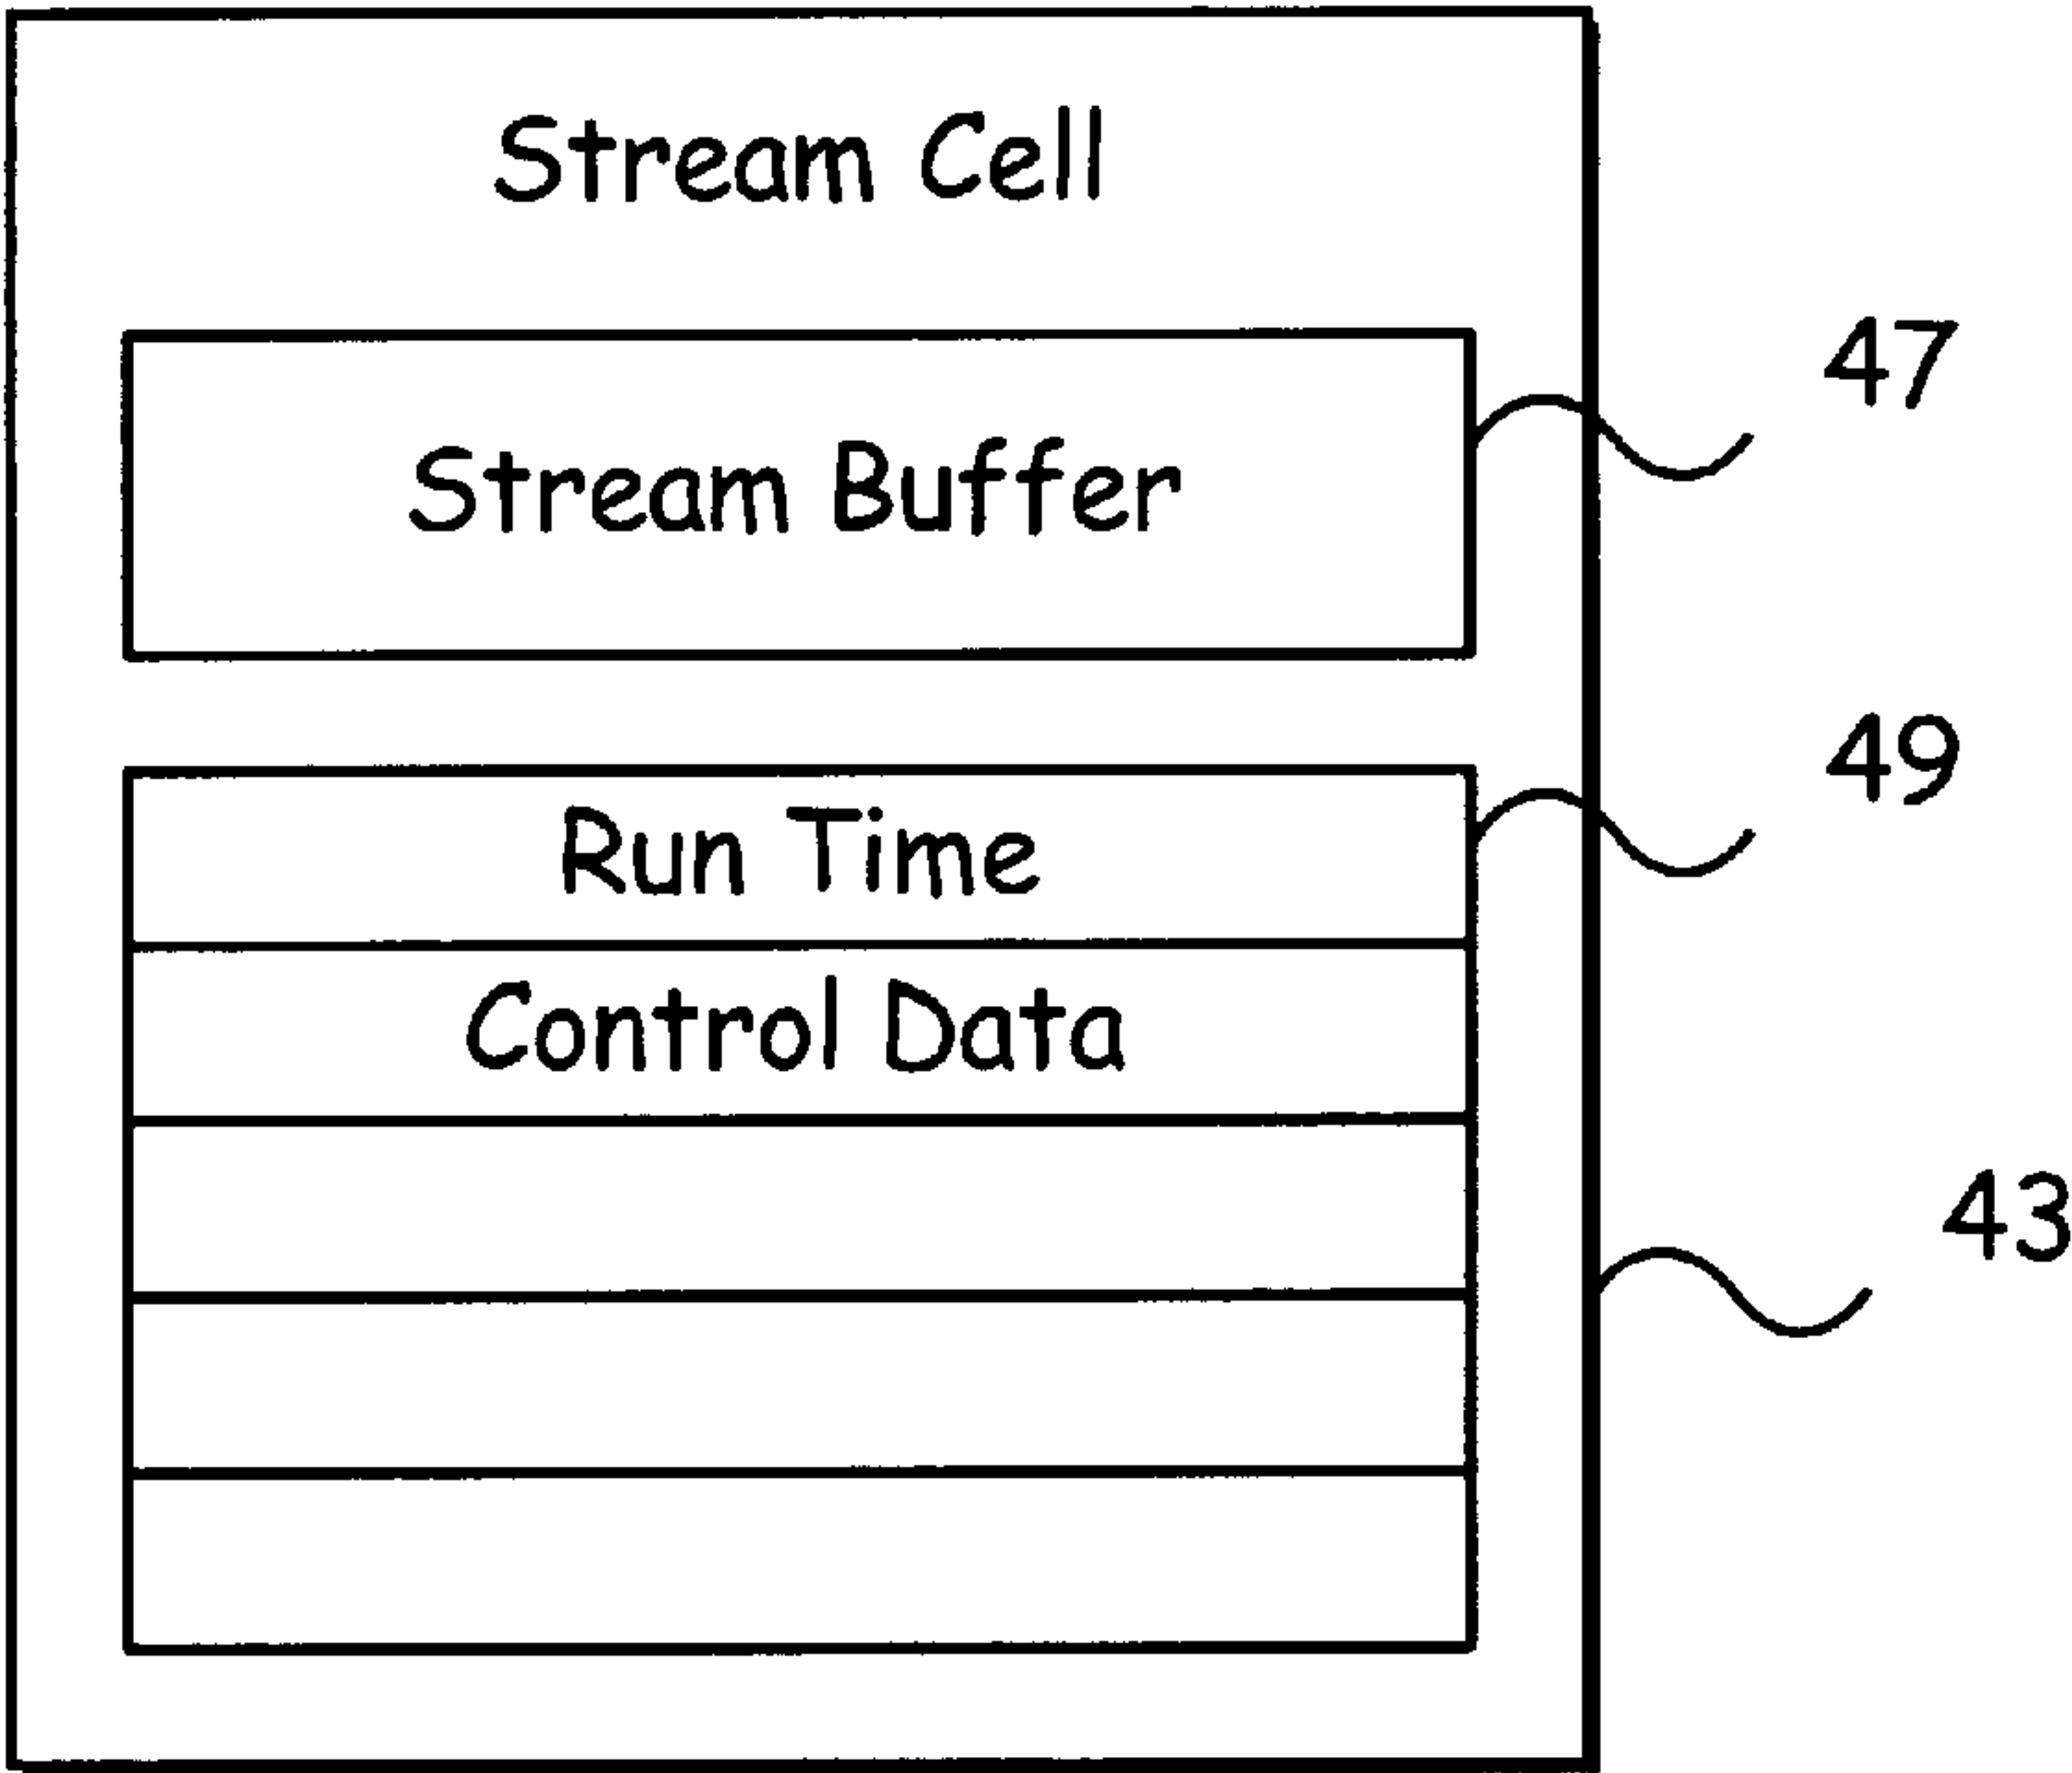 Stream Cell
47
Stream Buffer
49
Run Time
Control Data
43